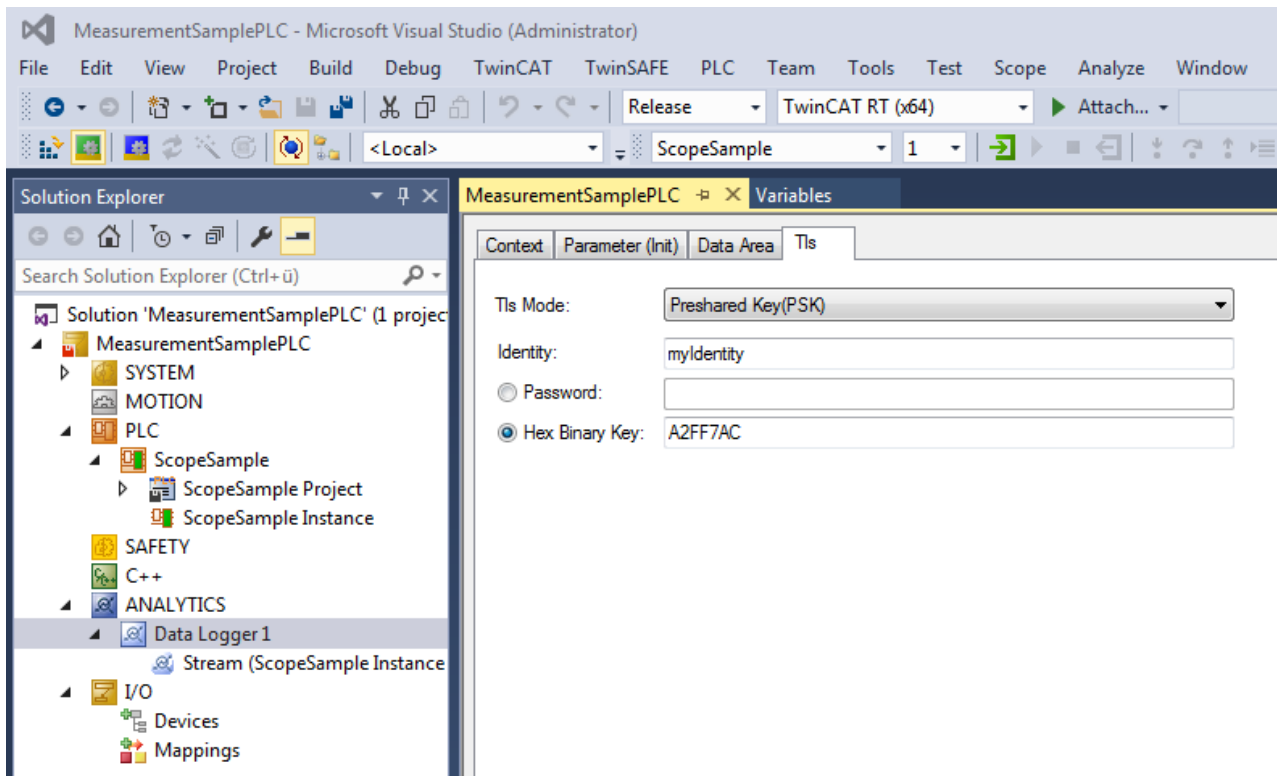 MeasurementSamplePLC - Microsoft Visual Studio (Administrator)
File Edit View Project Build Debug TwinCAT TwinSAFE PLC Team Tools Test Scope Analyze Window
Release TwinCAT RT (x64) Attach...
<Local> ScopeSample 1
Solution Explorer
MeasurementSamplePLC Variables
Context Parameter (Init) Data Area Tls
Search Solution Explorer (Ctrl+ü)
Solution 'MeasurementSamplePLC' (1 projec
MeasurementSamplePLC
SYSTEM
MOTION
PLC
ScopeSample
ScopeSample Project
ScopeSample Instance
SAFETY
C++
ANALYTICS
Data Logger 1
Stream (ScopeSample Instance
I/O
Devices
Mappings
Tls Mode: Preshared Key(PSK)
Identity: myIdentity
Password:
Hex Binary Key: A2FF7AC